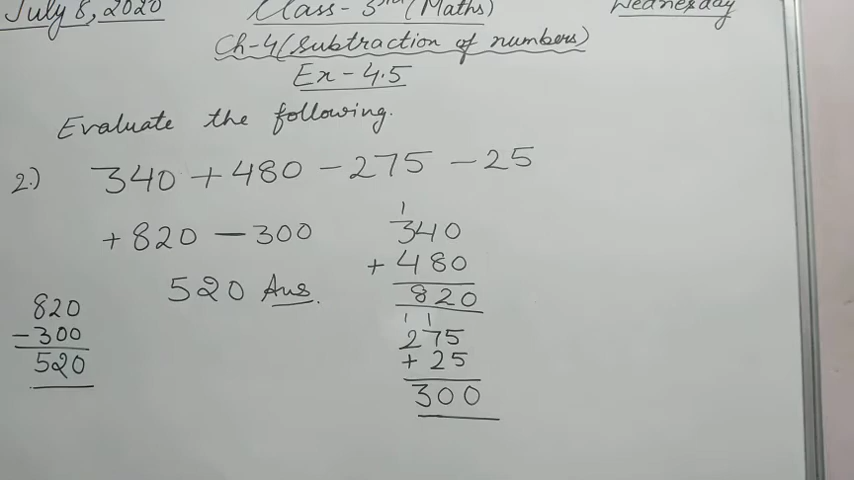 July 8, 2020 Class - 3rd (Maths) Wednesday
Ch-4 (Subtraction of numbers)
Ex - 4.5
Evaluate the following.
2.) 340 + 480 - 275 - 25
+ 820 - 300
520 Ans.
1
340
+ 480
820
1 1
275
+ 25
300
820
- 300
520